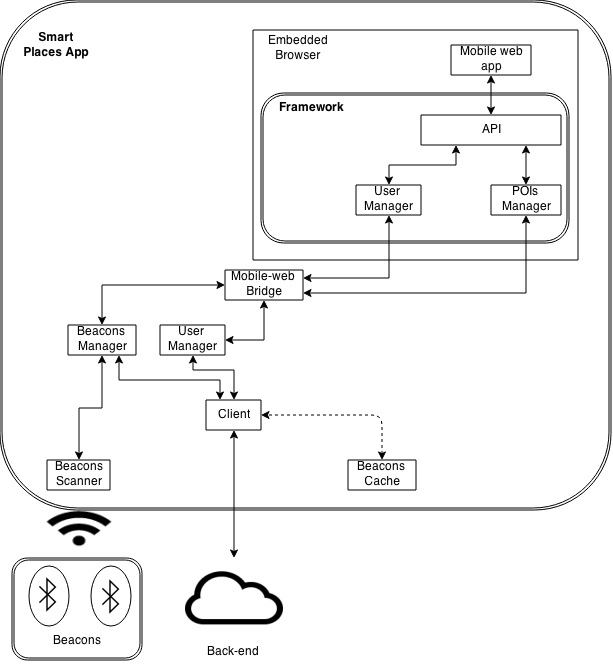 Smart
Places App
Embedded
Browser
Mobile web
app
Framework
API
User
Manager
POIs
Manager
Mobile-web
Bridge
Beacons
Manager
User
Manager
Client
Beacons
Scanner
Beacons
Cache
Beacons
Back-end